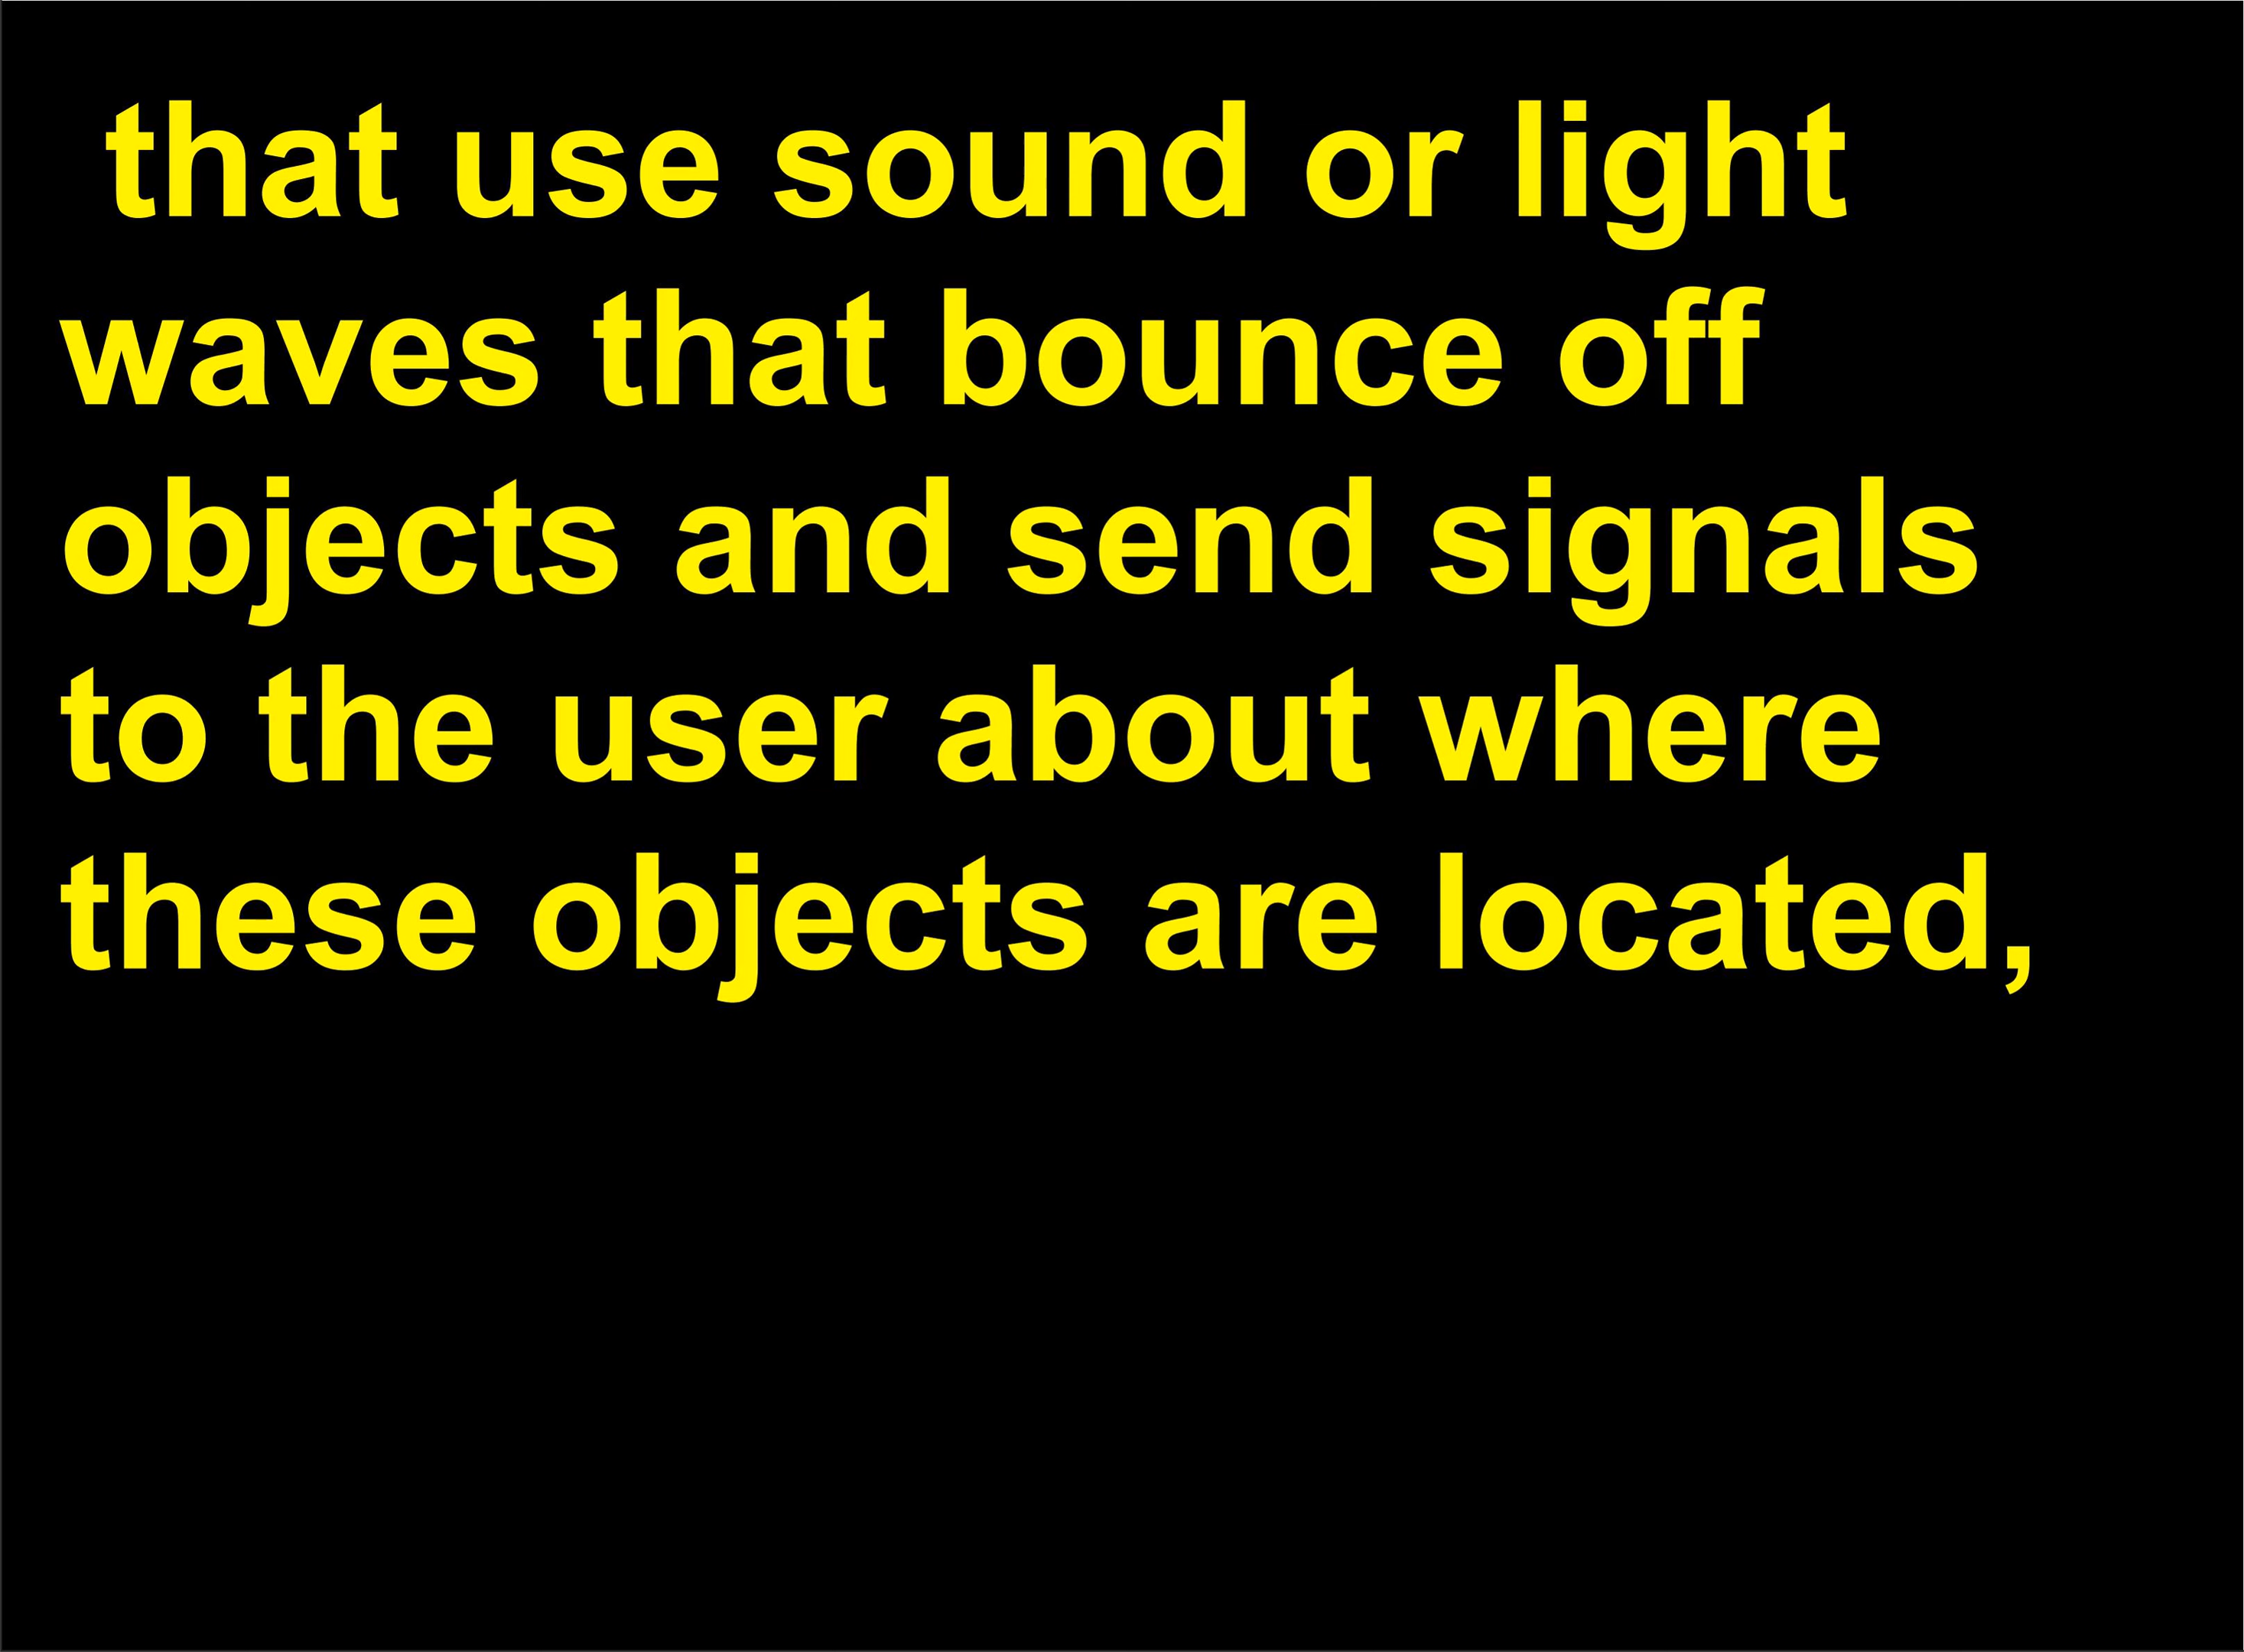 that use sound or light
waves that bounce off
objects and send signals
to the user about where
these objects are located,